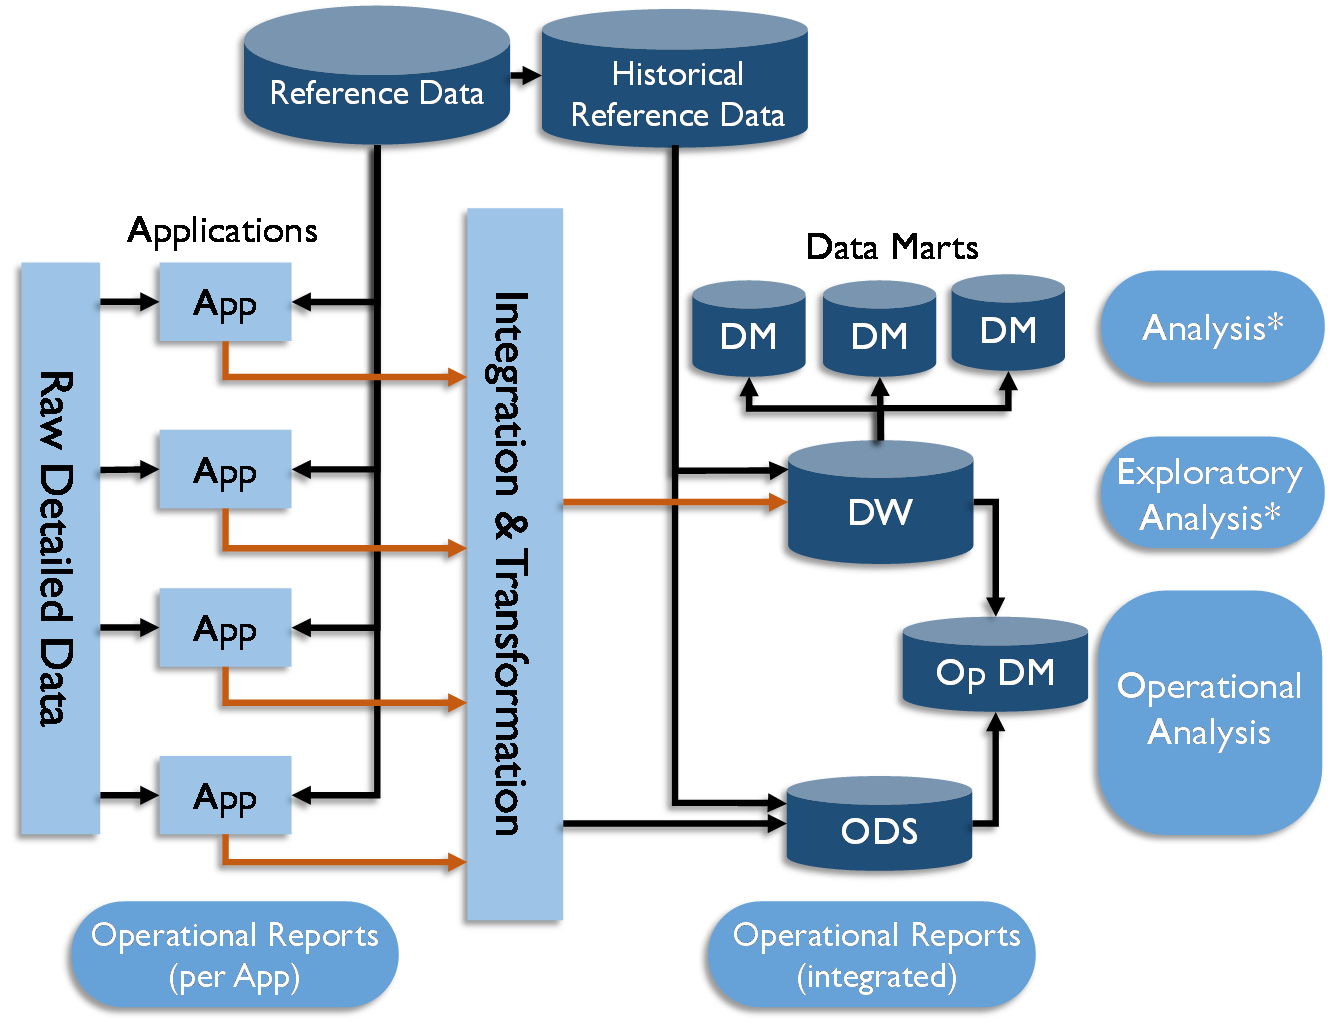 Reference Data
Historical
Reference Data
Applications
Data Marts
Raw Detailed Data
App
App
App
App
Integration & Transformation
DM
DM
DM
DW
Op DM
ODS
Analysis*
Exploratory
Analysis*
Operational
Analysis
Operational Reports
(per App)
Operational Reports
(integrated)